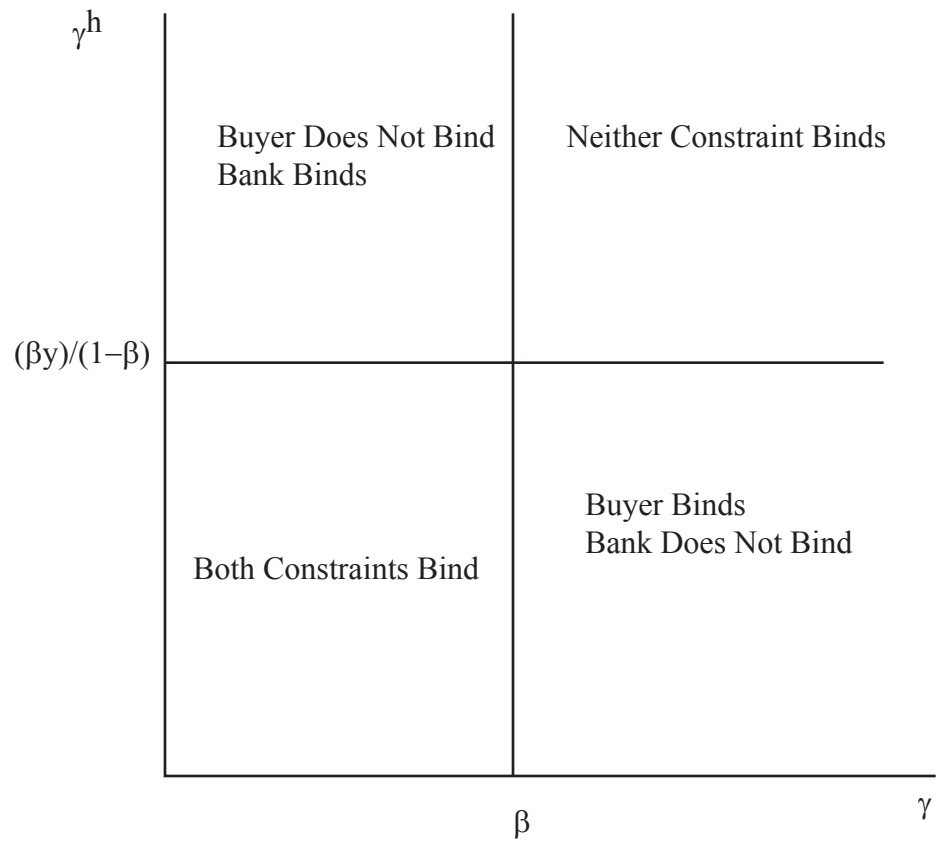 γʰ
Buyer Does Not Bind
Bank Binds
Neither Constraint Binds
(βy)/(1−β)
Buyer Binds
Bank Does Not Bind
Both Constraints Bind
β
γ